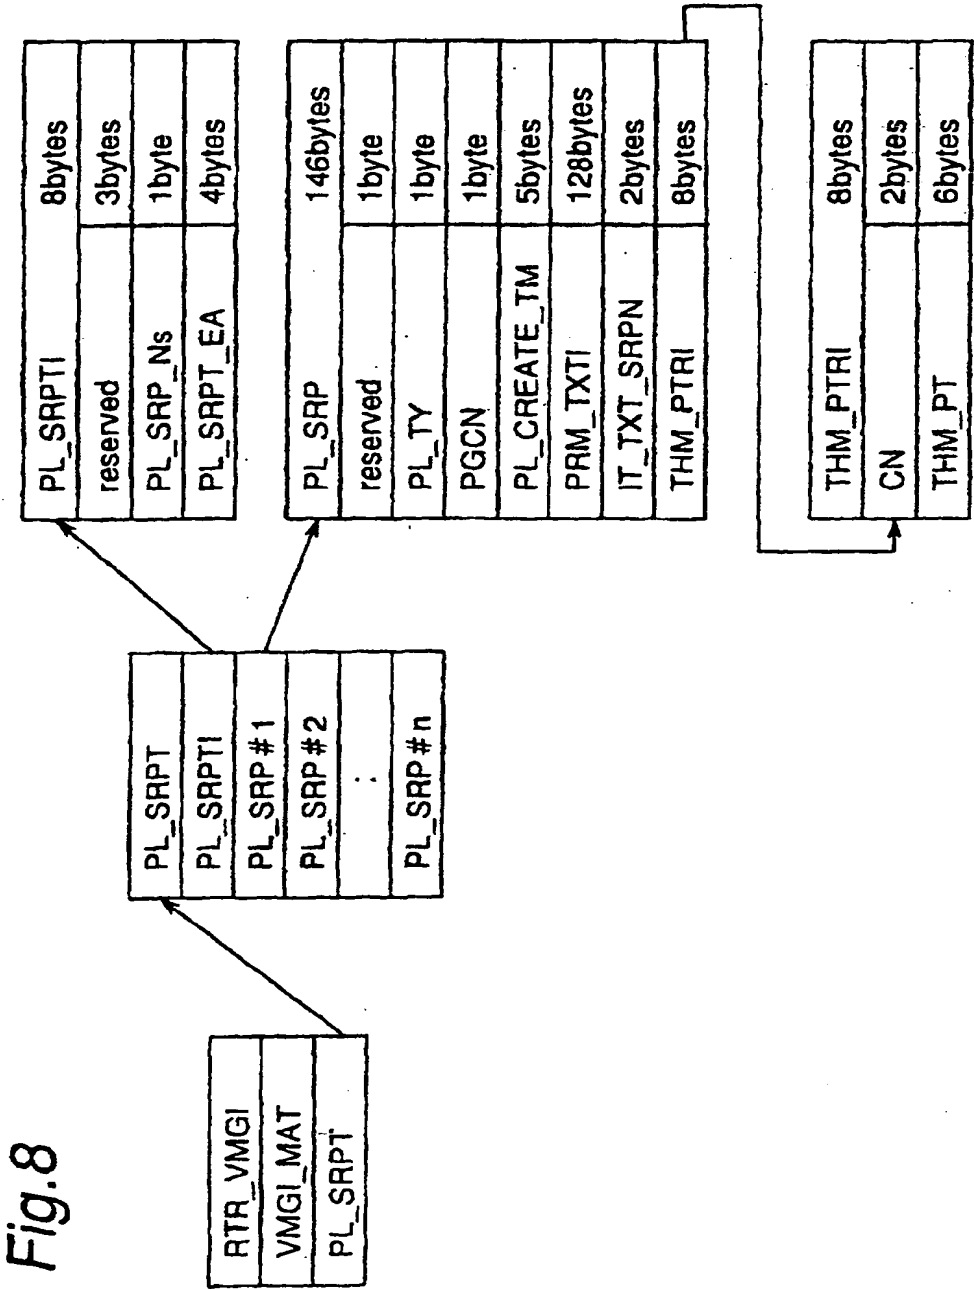 Fig.8
RTR_VMGI
VMGI_MAT
PL_SRPT
PL_SRPT
PL_SRPTI
PL_SRP#1
PL_SRP#2
:
PL_SRP#n
PL_SRPTI 8bytes
reserved 3bytes
PL_SRP_Ns 1byte
PL_SRPT_EA 4bytes
PL_SRP 146bytes
reserved 1byte
PL_TY 1byte
PGCN 1byte
PL_CREATE_TM 5bytes
PRM_TXTI 128bytes
IT_TXT_SRPN 2bytes
THM_PTRI 8bytes
THM_PTRI 8bytes
CN 2bytes
THM_PT 6bytes